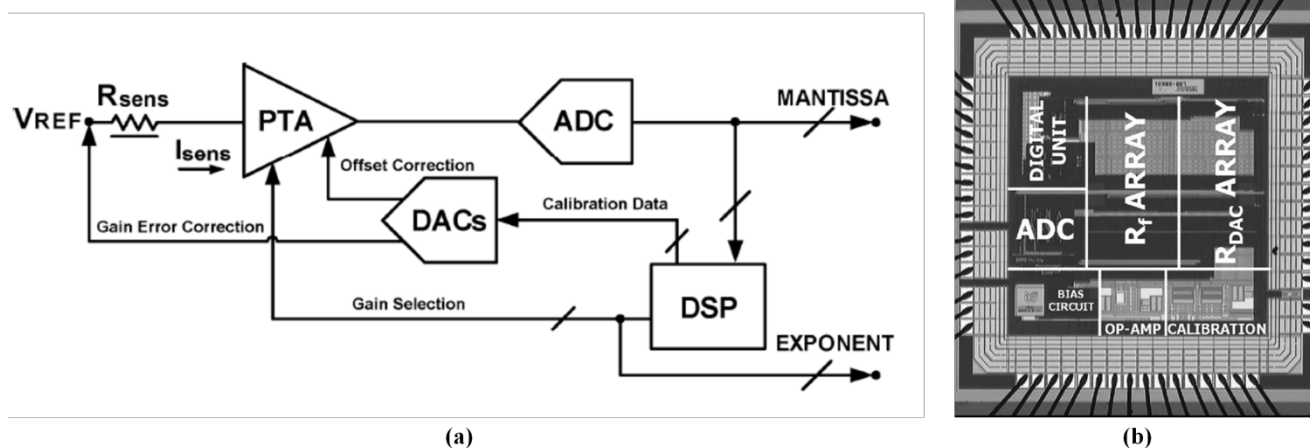 VREF
Rsens
Isens
PTA
ADC
MANTISSA
Offset Correction
DACs
Calibration Data
Gain Error Correction
Gain Selection
DSP
EXPONENT
(a)
DIGITAL
UNIT
Rf ARRAY
RDAC ARRAY
ADC
BIAS
CIRCUIT
OP-AMP
CALIBRATION
(b)